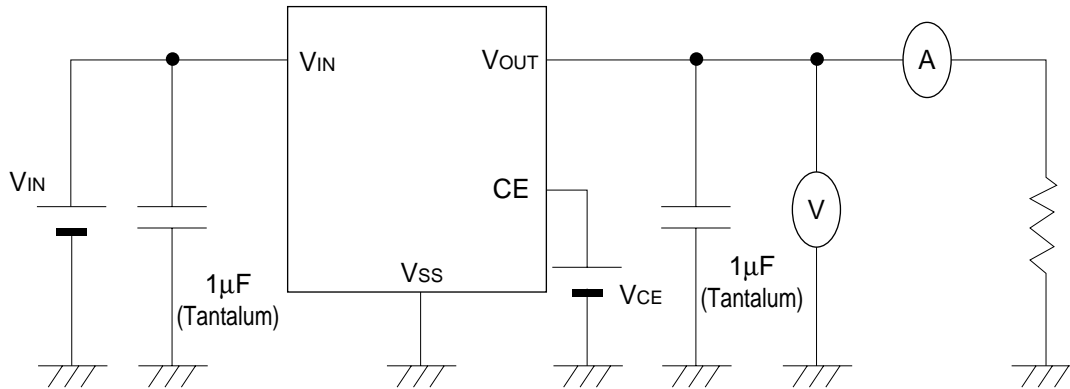 VIN
VOUT
A
VIN
CE
V
VSS
1μF
(Tantalum)
VCE
1μF
(Tantalum)